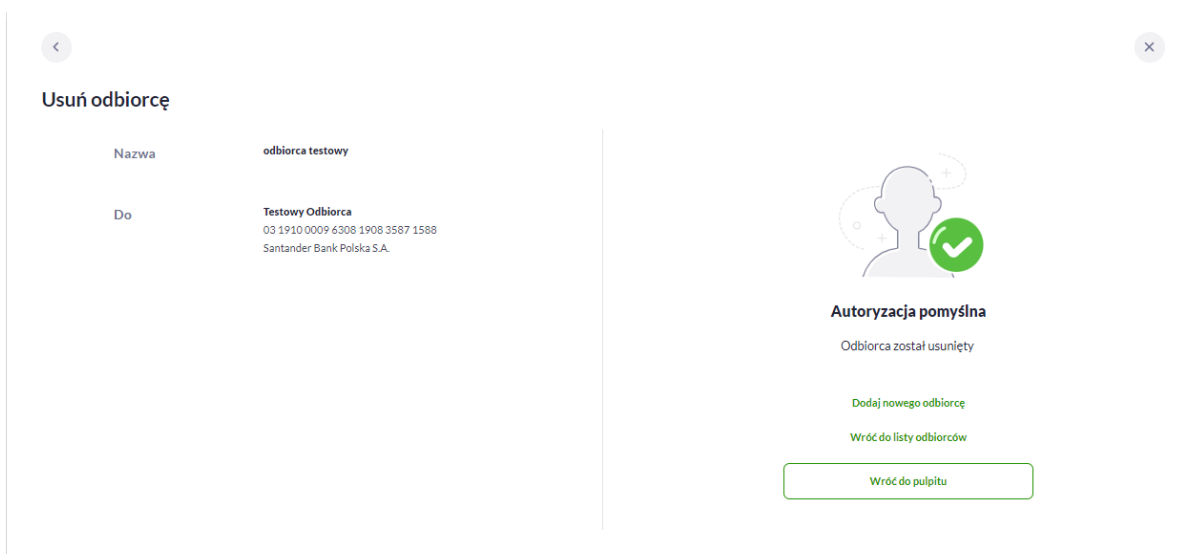 Usuń odbiorcę
Nazwa
odbiorca testowy
Do
Testowy Odbiorca
03 1910 0009 6308 1908 3587 1588
Santander Bank Polska S.A.
Autoryzacja pomyślna
Odbiorca został usunięty
Dodaj nowego odbiorcę
Wróć do listy odbiorców
Wróć do pulpitu